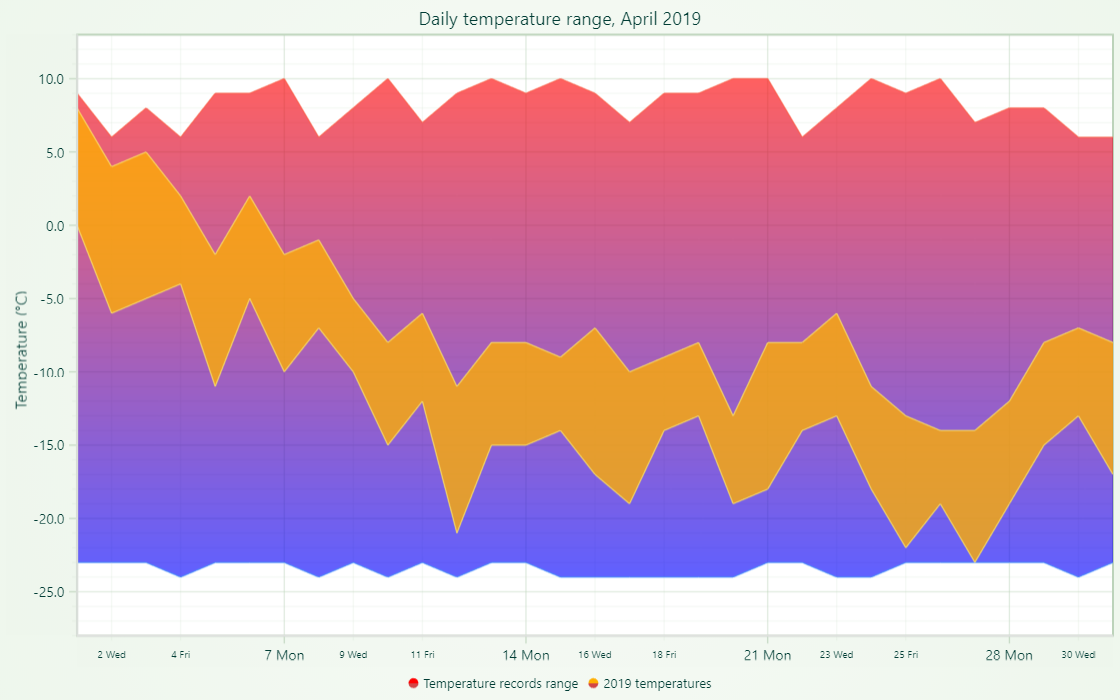 Daily temperature range, April 2019
10.0
5.0
0.0
-5.0
-10.0
-15.0
-20.0
-25.0
Temperature (°C)
2 Wed 4 Fri 7 Mon 9 Wed 11 Fri 14 Mon 16 Wed 18 Fri 21 Mon 23 Wed 25 Fri 28 Mon 30 Wed
Temperature records range 2019 temperatures